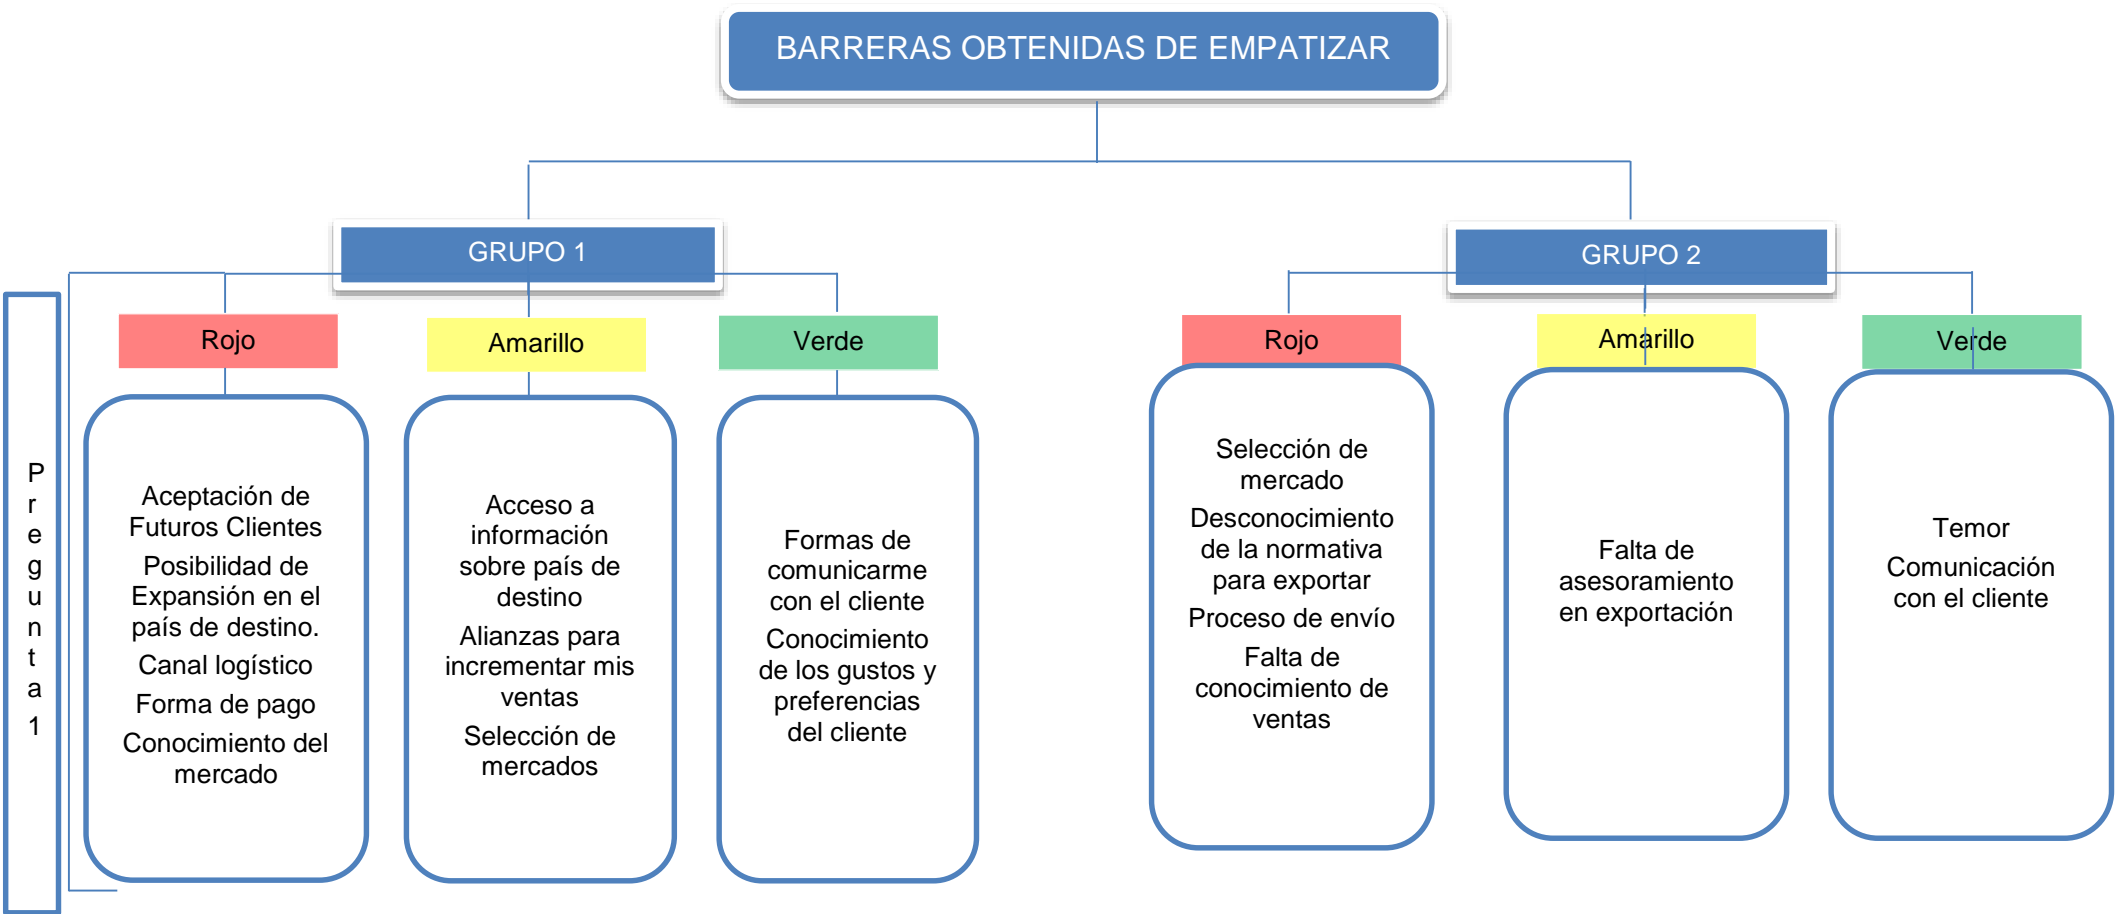 BARRERAS OBTENIDAS DE EMPATIZAR
GRUPO 1
GRUPO 2
Pregunta 1
Rojo
Amarillo
Verde
Rojo
Amarillo
Verde
Aceptación de
Futuros Clientes
Posibilidad de
Expansión en el
país de destino.
Canal logístico
Forma de pago
Conocimiento del
mercado
Acceso a
información
sobre país de
destino
Alianzas para
incrementar mis
ventas
Selección de
mercados
Formas de
comunicarme
con el cliente
Conocimiento
de los gustos y
preferencias
del cliente
Selección de
mercado
Desconocimiento
de la normativa
para exportar
Proceso de envío
Falta de
conocimiento de
ventas
Falta de
asesoramiento
en exportación
Temor
Comunicación
con el cliente